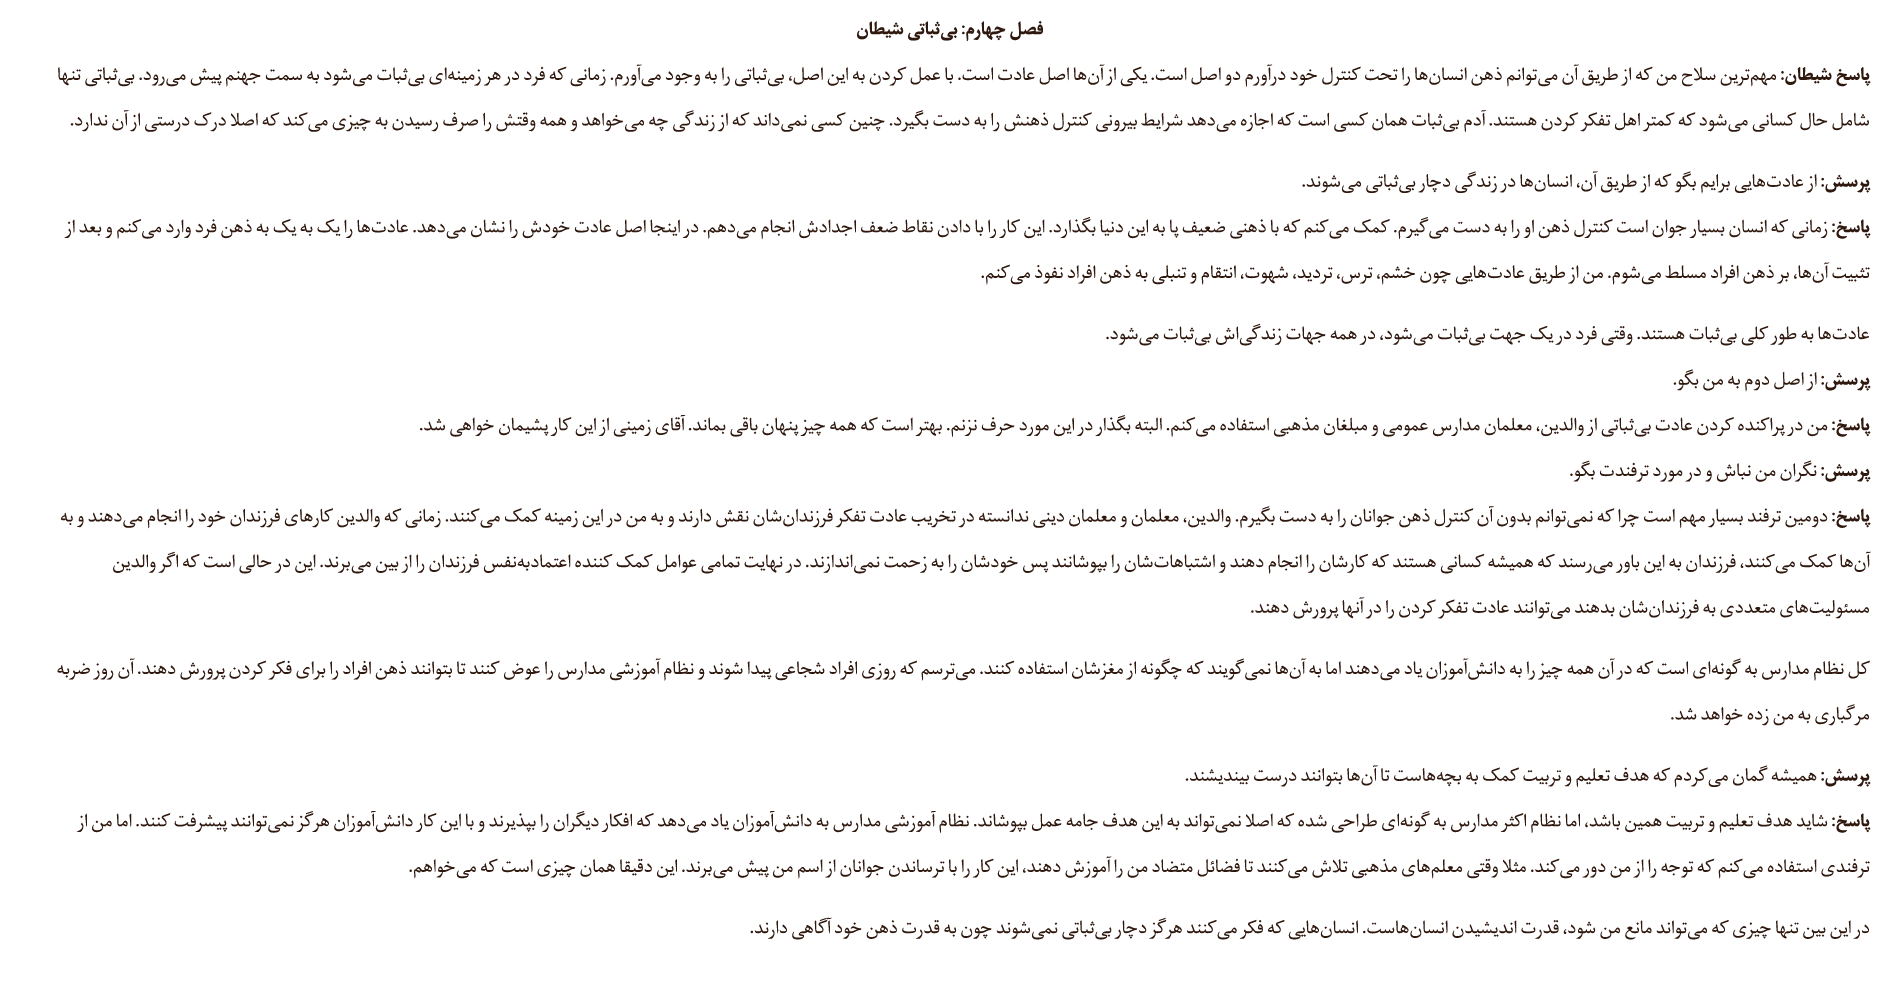 فصل چهارم: بی‌ثباتی شیطان
پاسخ شیطان: مهم‌ترین سلاح من که از طریق آن می‌توانم ذهن انسان‌ها را تحت کنترل خود درآورم دو اصل است. یکی از آن‌ها اصل عادت است. با عمل کردن به این اصل، بی‌ثباتی را به وجود می‌آورم. زمانی که فرد در هر زمینه‌ای بی‌ثبات می‌شود به سمت جهنم پیش می‌رود. بی‌ثباتی تنها
شامل حال کسانی می‌شود که کمتر اهل تفکر کردن هستند. آدم بی‌ثبات همان کسی است که اجازه می‌دهد شرایط بیرونی کنترل ذهنش را به دست بگیرد. چنین کسی نمی‌داند که از زندگی چه می‌خواهد و همه وقتش را صرف رسیدن به چیزی می‌کند که اصلا درک درستی از آن ندارد.
پرسش: از عادت‌هایی برایم بگو که از طریق آن، انسان‌ها در زندگی دچار بی‌ثباتی می‌شوند.
پاسخ: زمانی که انسان بسیار جوان است کنترل ذهن او را به دست می‌گیرم. کمک می‌کنم که با ذهنی ضعیف پا به این دنیا بگذارد. این کار را با دادن نقاط ضعف اجدادش انجام می‌دهم. در اینجا اصل عادت خودش را نشان می‌دهد. عادت‌ها را یک به یک به ذهن فرد وارد می‌کنم و بعد از
تثبیت آن‌ها، بر ذهن افراد مسلط می‌شوم. من از طریق عادت‌هایی چون خشم، ترس، تردید، شهوت، انتقام و تنبلی به ذهن افراد نفوذ می‌کنم.
عادت‌ها به طور کلی بی‌ثبات هستند. وقتی فرد در یک جهت بی‌ثبات می‌شود، در همه جهات زندگی‌اش بی‌ثبات می‌شود.
پرسش: از اصل دوم به من بگو.
پاسخ: من در پراکنده کردن عادت بی‌ثباتی از والدین، معلمان مدارس عمومی و مبلغان مذهبی استفاده می‌کنم. البته بگذار در این مورد حرف نزنم. بهتر است که همه چیز پنهان باقی بماند. آقای زمینی از این کار پشیمان خواهی شد.
پرسش: نگران من نباش و در مورد ترفندت بگو.
پاسخ: دومین ترفند بسیار مهم است چرا که نمی‌توانم بدون آن کنترل ذهن جوانان را به دست بگیرم. والدین، معلمان و معلمان دینی ندانسته در تخریب عادت تفکر فرزندان‌شان نقش دارند و به من در این زمینه کمک می‌کنند. زمانی که والدین کارهای فرزندان خود را انجام می‌دهند و به
آن‌ها کمک می‌کنند، فرزندان به این باور می‌رسند که همیشه کسانی هستند که کارشان را انجام دهند و اشتباهات‌شان را بپوشانند پس خودشان را به زحمت نمی‌اندازند. در نهایت تمامی عوامل کمک کننده اعتمادبه‌نفس فرزندان را از بین می‌برند. این در حالی است که اگر والدین
مسئولیت‌های متعددی به فرزندان‌شان بدهند می‌توانند عادت تفکر کردن را در آنها پرورش دهند.
کل نظام مدارس به گونه‌ای است که در آن همه چیز را به دانش‌آموزان یاد می‌دهند اما به آن‌ها نمی‌گویند که چگونه از مغزشان استفاده کنند. می‌ترسم که روزی افراد شجاعی پیدا شوند و نظام آموزشی مدارس را عوض کنند تا بتوانند ذهن افراد را برای فکر کردن پرورش دهند. آن روز ضربه
مرگباری به من زده خواهد شد.
پرسش: همیشه گمان می‌کردم که هدف تعلیم و تربیت کمک به بچه‌هاست تا آن‌ها بتوانند درست بیندیشند.
پاسخ: شاید هدف تعلیم و تربیت همین باشد، اما نظام اکثر مدارس به گونه‌ای طراحی شده که اصلا نمی‌تواند به این هدف جامه عمل بپوشاند. نظام آموزشی مدارس به دانش‌آموزان یاد می‌دهد که افکار دیگران را بپذیرند و با این کار دانش‌آموزان هرگز نمی‌توانند پیشرفت کنند. اما من از
ترفندی استفاده می‌کنم که توجه را از من دور می‌کند. مثلا وقتی معلم‌های مذهبی تلاش می‌کنند تا فضائل متضاد من را آموزش دهند، این کار را با ترساندن جوانان از اسم من پیش می‌برند. این دقیقا همان چیزی است که می‌خواهم.
در این بین تنها چیزی که می‌تواند مانع من شود، قدرت اندیشیدن انسان‌هاست. انسان‌هایی که فکر می‌کنند هرگز دچار بی‌ثباتی نمی‌شوند چون به قدرت ذهن خود آگاهی دارند.